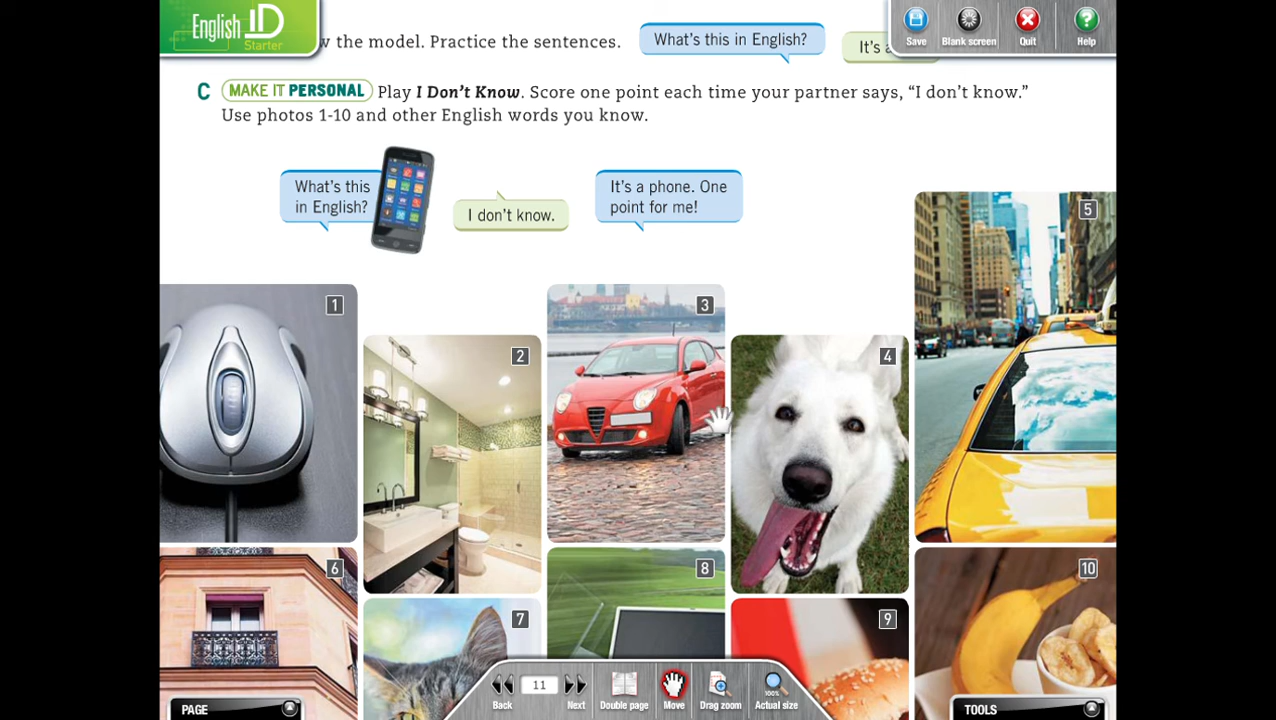 English ID
Starter
w the model. Practice the sentences.
What's this in English?
It's a
Save
Blank screen
Quit
Help
C MAKE IT PERSONAL Play I Don't Know. Score one point each time your partner says, “I don't know.”
Use photos 1-10 and other English words you know.
What's this
in English?
I don't know.
It's a phone. One
point for me!
1
2
3
4
5
6
7
8
9
10
PAGE
Back
11
Next
Double page
Move
Drag zoom
100%
Actual size
TOOLS